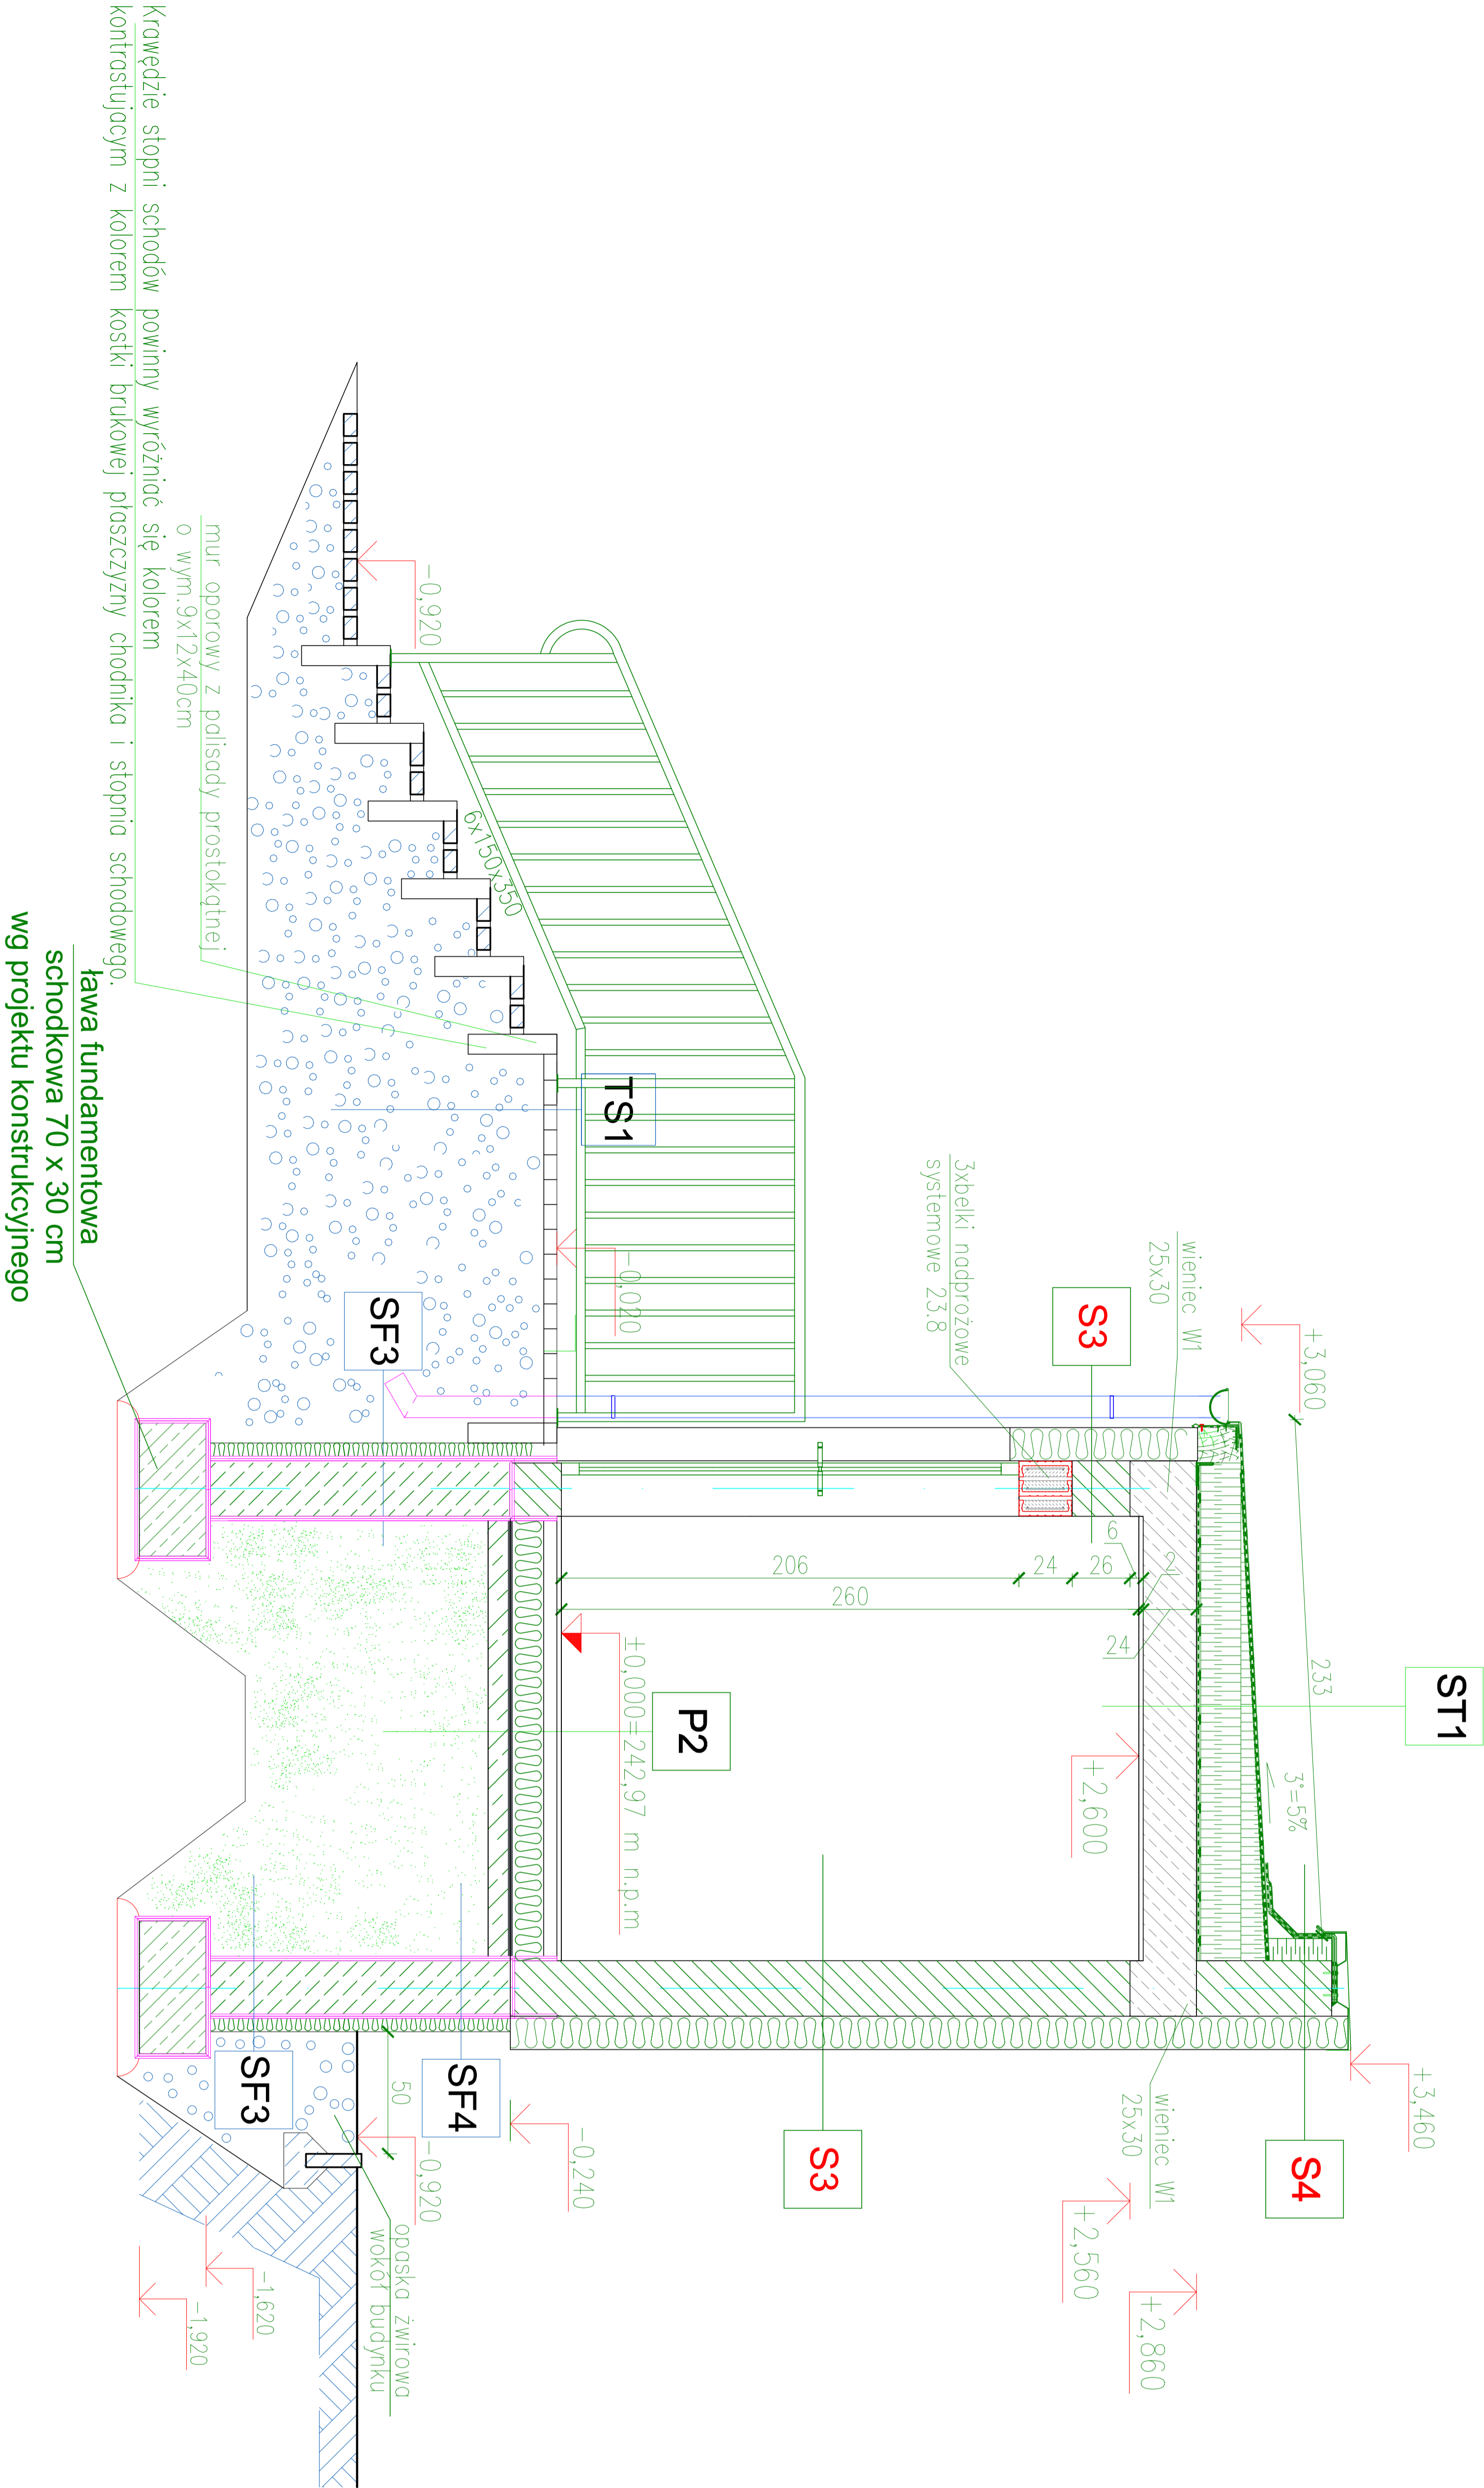 ST1
S4
S3
+3,060
+3,460
233
3°=5%
wieniec W1
25x30
3xbelki nadprożowe
systemowe 23.8
6
2
24
26
24
206
260
+2,600
wieniec W1
25x30
+2,560
+2,860
S3
P2
+0,000=242,97 m n.p.m
TS1
-0,020
-0,240
6x150x350
-0,920
SF3
SF4
SF3
50
-0,920
opaska żwirowa
wokół budynku
-1,620
-1,920
mur oporowy z palisady prostokątnej
o wym.9x12x40cm
Krawędzie stopni schodów powinny wyróżniać się kolorem
kontrastującym z kolorem kostki brukowej płaszczyzny chodnika i stopnia schodowego.
ława fundamentowa
schodkowa 70 x 30 cm
wg projektu konstrukcyjnego